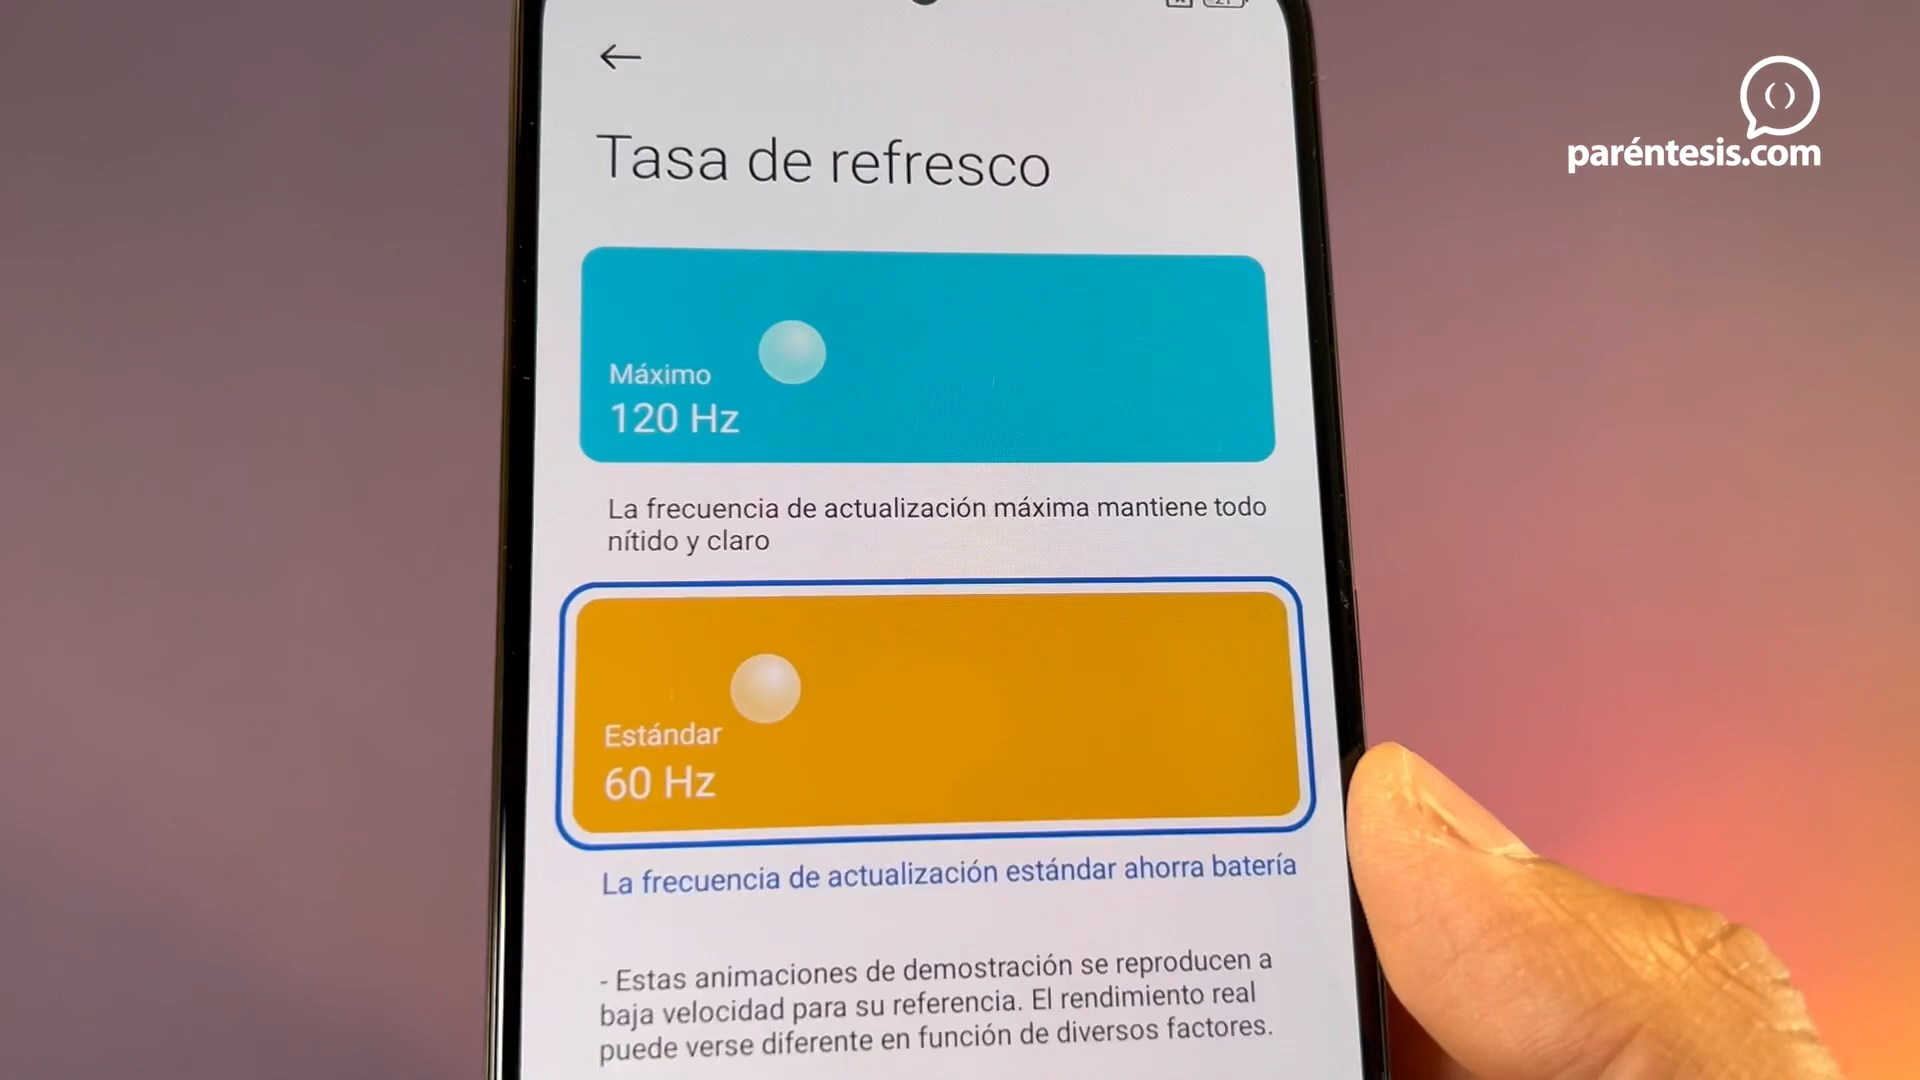 ( )
paréntesis.com
Tasa de refresco
Máximo
120 Hz
La frecuencia de actualización máxima mantiene todo
nítido y claro
Estándar
60 Hz
La frecuencia de actualización estándar ahorra batería
- Estas animaciones de demostración se reproducen a
baja velocidad para su referencia. El rendimiento real
puede verse diferente en función de diversos factores.